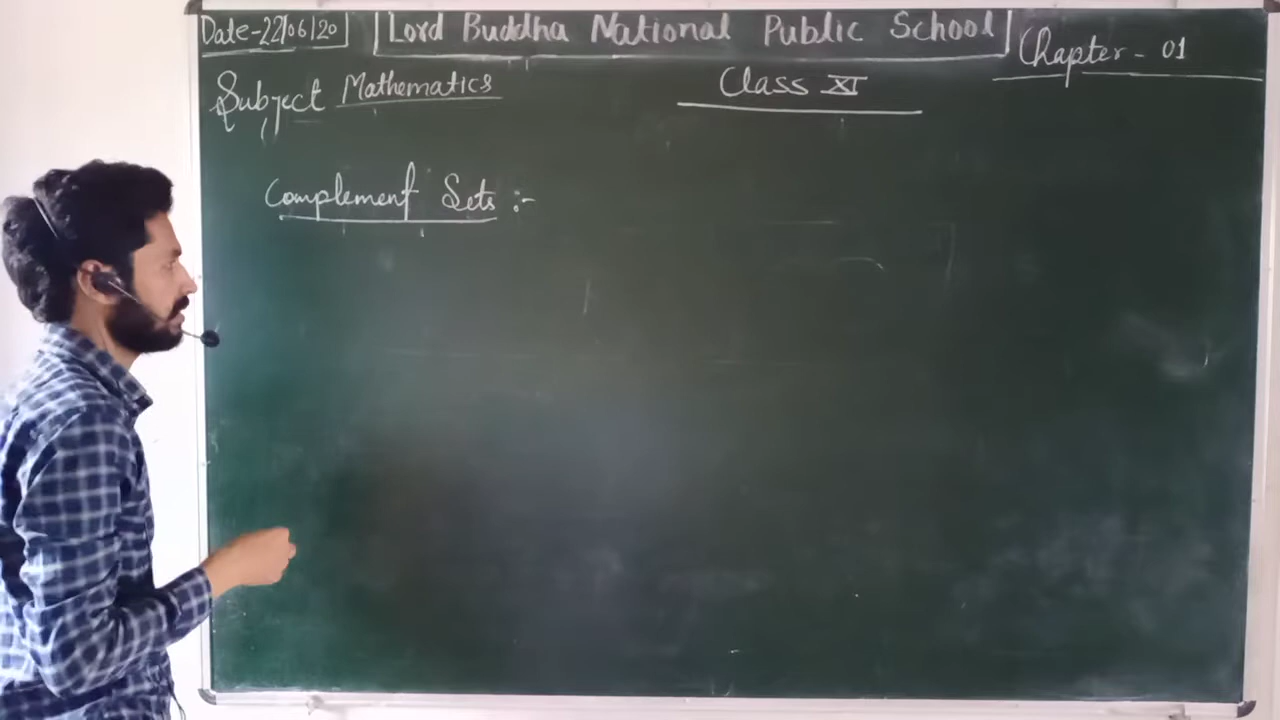 Date-22/06/20
Lord Buddha National Public School
Chapter - 01
Subject Mathematics
Class XI
Complement Sets :-